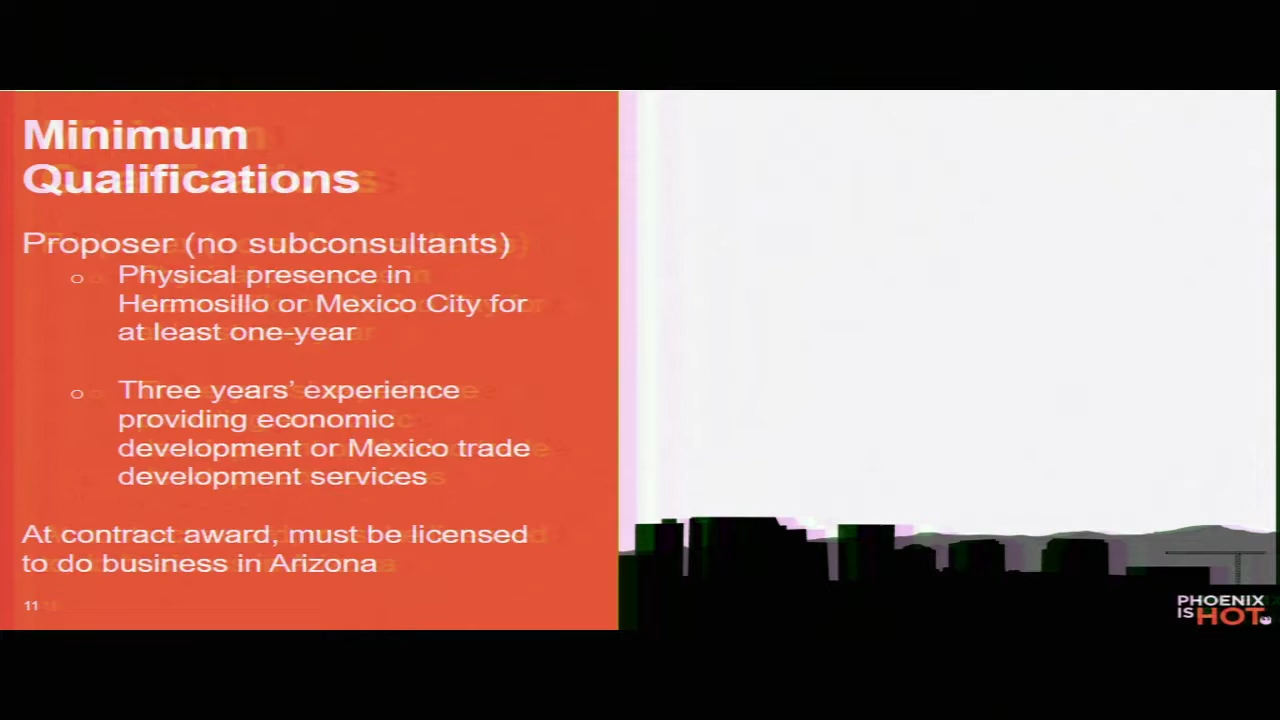 Minimum
Qualifications
Proposer (no subconsultants)
o Physical presence in
Hermosillo or Mexico City for
at least one-year
o Three years’ experience
providing economic
development or Mexico trade
development services
At contract award, must be licensed
to do business in Arizona
11
PHOENIX
IS HOT